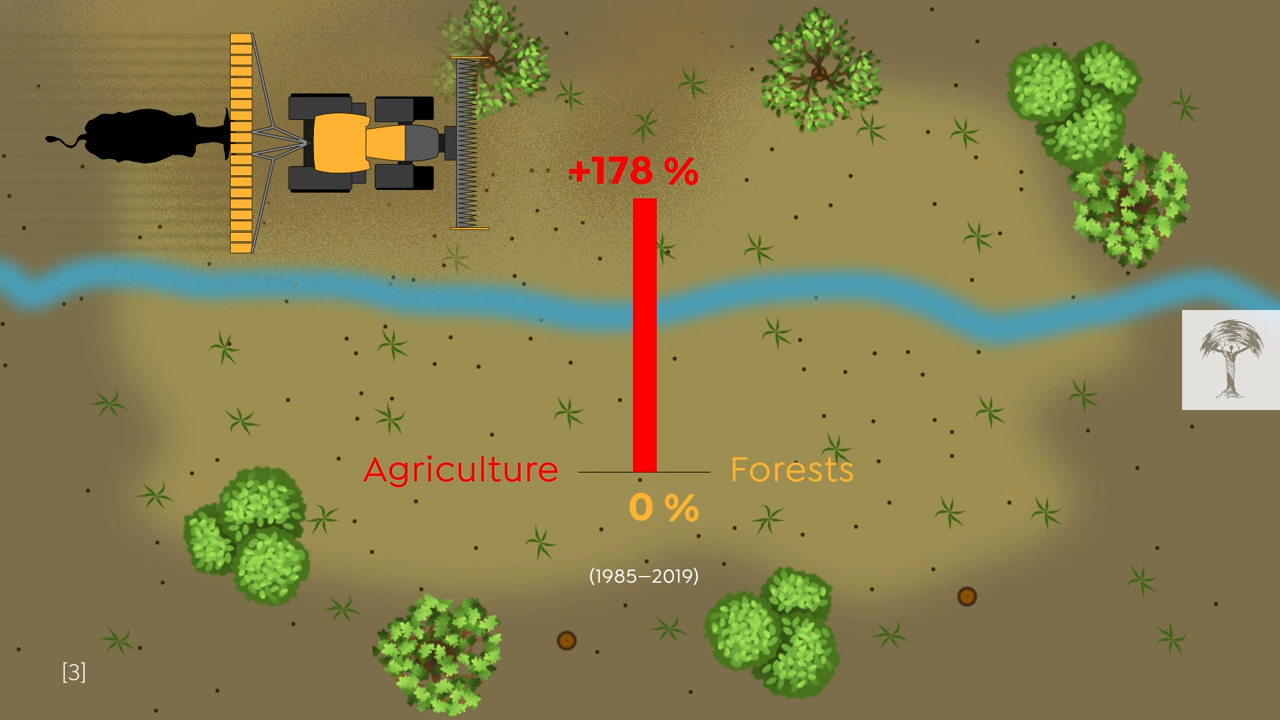 +178 %
Agriculture
Forests
0 %
(1985–2019)
[3]